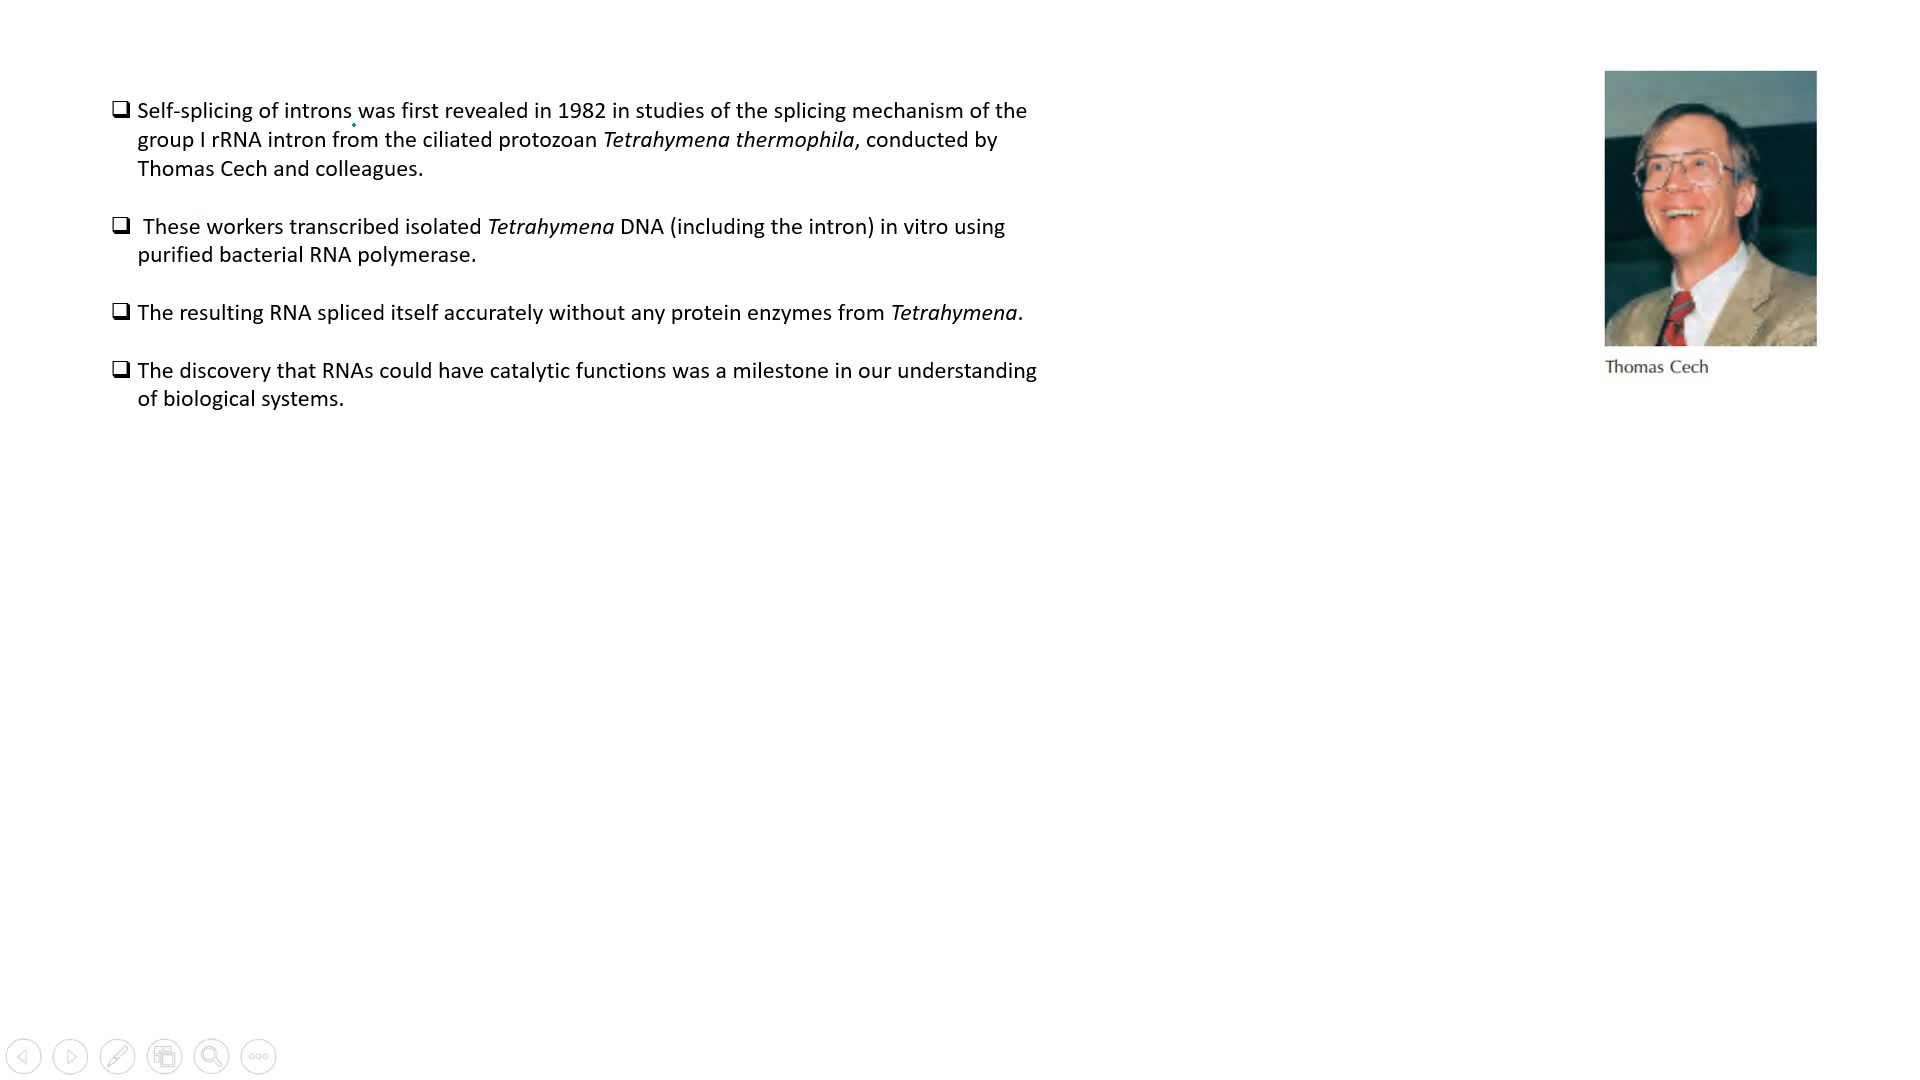 Self-splicing of introns was first revealed in 1982 in studies of the splicing mechanism of the
group I rRNA intron from the ciliated protozoan Tetrahymena thermophila, conducted by
Thomas Cech and colleagues.
These workers transcribed isolated Tetrahymena DNA (including the intron) in vitro using
purified bacterial RNA polymerase.
The resulting RNA spliced itself accurately without any protein enzymes from Tetrahymena.
The discovery that RNAs could have catalytic functions was a milestone in our understanding
of biological systems.
Thomas Cech